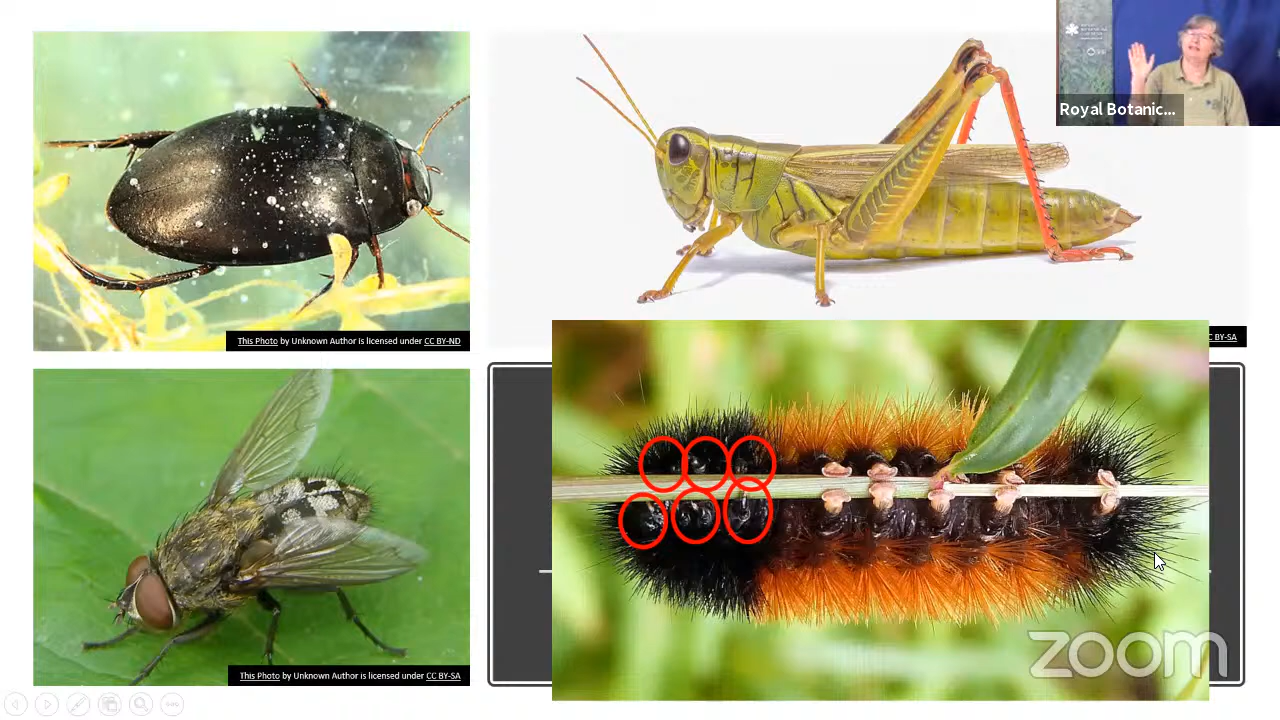 Royal Botanic...
This Photo by Unknown Author is licensed under CC BY-ND
CC BY-SA
This Photo by Unknown Author is licensed under CC BY-SA
zoom